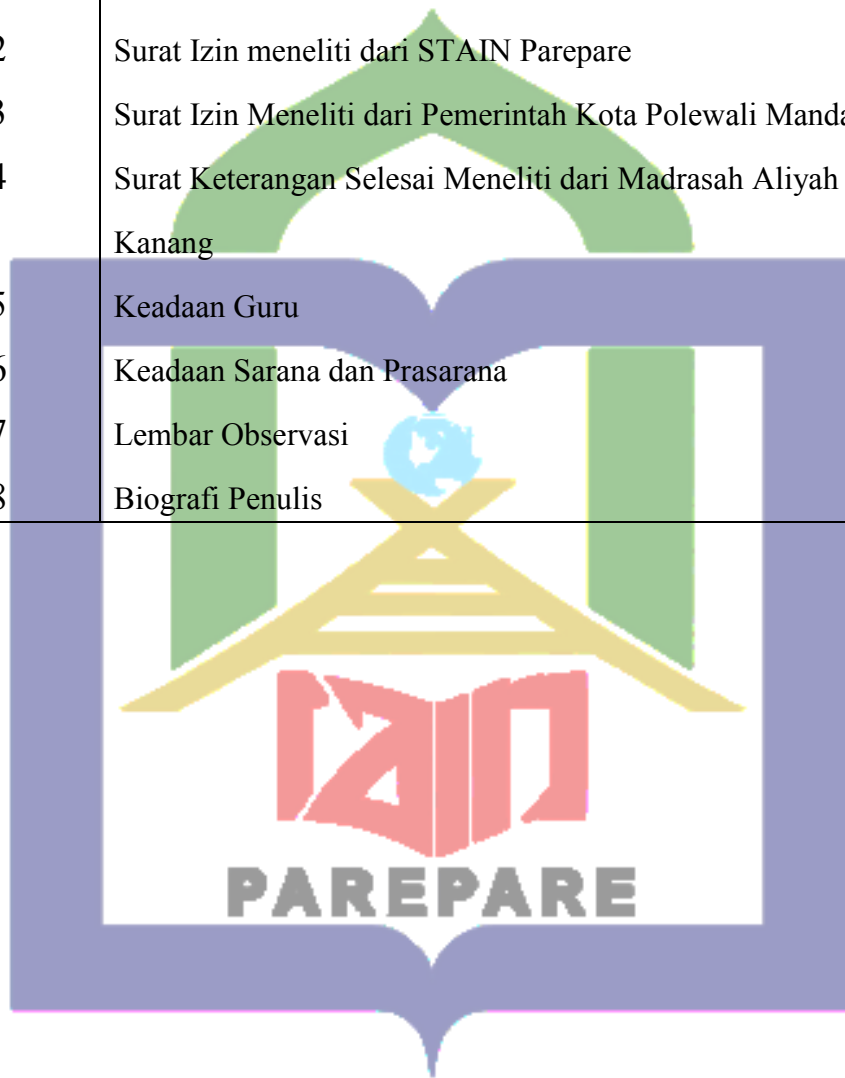 2 Surat Izin meneliti dari STAIN Parepare
3 Surat Izin Meneliti dari Pemerintah Kota Polewali Manda
4 Surat Keterangan Selesai Meneliti dari Madrasah Aliyah
Kanang
5 Keadaan Guru
6 Keadaan Sarana dan Prasarana
7 Lembar Observasi
8 Biografi Penulis
iain
PAREPARE